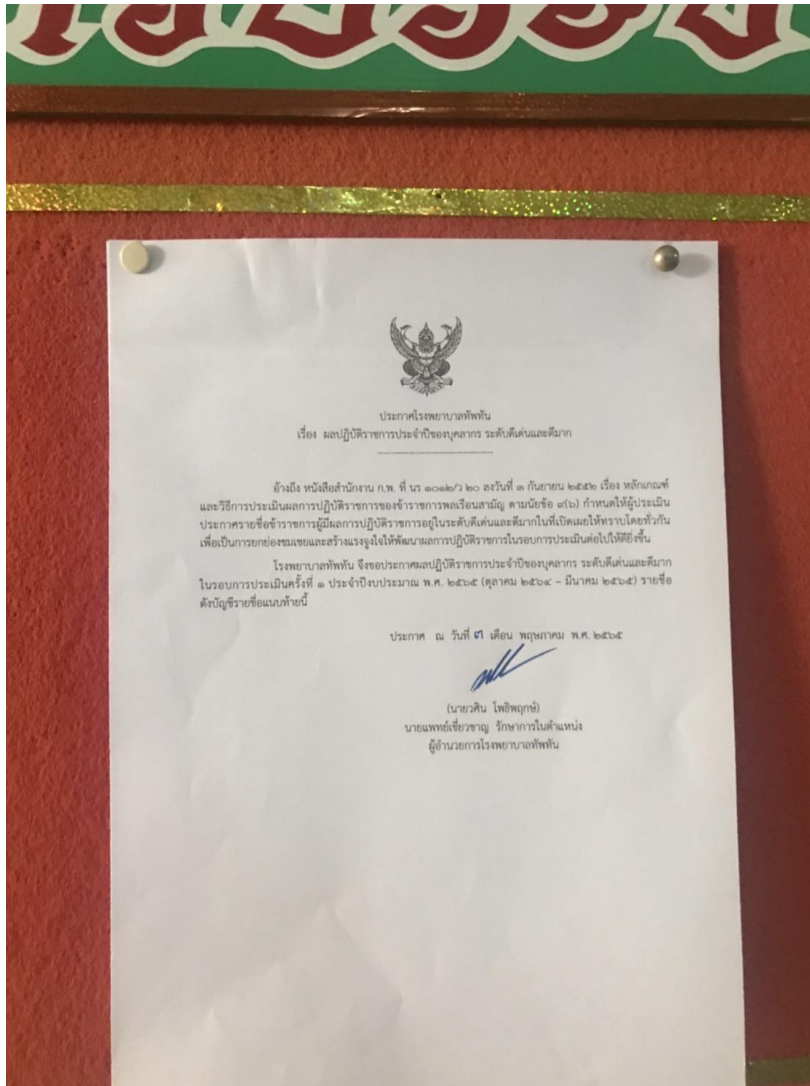 ประกาศโรงพยาบาลทัพทัน
เรื่อง ผลปฏิบัติราชการประจำปีของบุคลากร ระดับดีเด่นและดีมาก
อ้างถึง หนังสือสำนักงาน ก.พ. ที่ นร ๑๐๑๒/ว ๒๐ ลงวันที่ ๓ กันยายน ๒๕๕๒ เรื่อง หลักเกณฑ์
และวิธีการประเมินผลการปฏิบัติราชการของข้าราชการพลเรือนสามัญ ตามนัยข้อ ๙(๖) กำหนดให้ผู้ประเมิน
ประกาศรายชื่อข้าราชการผู้มีผลการปฏิบัติราชการอยู่ในระดับดีเด่นและดีมากในที่เปิดเผยให้ทราบโดยทั่วกัน
เพื่อเป็นการยกย่องชมเชยและสร้างแรงจูงใจให้พัฒนาผลการปฏิบัติราชการในรอบการประเมินต่อไปให้ดียิ่งขึ้น
โรงพยาบาลทัพทัน จึงขอประกาศผลปฏิบัติราชการประจำปีของบุคลากร ระดับดีเด่นและดีมาก
ในรอบการประเมินครั้งที่ ๑ ประจำปีงบประมาณ พ.ศ. ๒๕๖๕ (ตุลาคม ๒๕๖๔ – มีนาคม ๒๕๖๕) รายชื่อ
ดังบัญชีรายชื่อแนบท้ายนี้
ประกาศ ณ วันที่ ๓ เดือน พฤษภาคม พ.ศ. ๒๕๖๕
(นายวศิน โพธิพฤกษ์)
นายแพทย์เชี่ยวชาญ รักษาการในตำแหน่ง
ผู้อำนวยการโรงพยาบาลทัพทัน